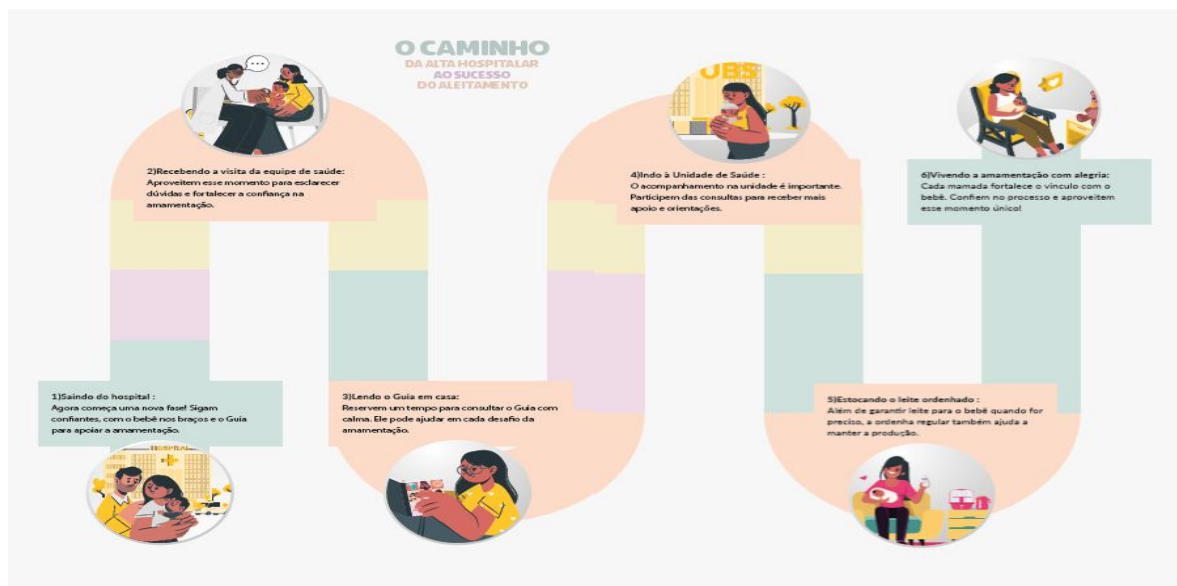 O CAMINHO
DA ALTA HOSPITALAR
AO SUCESSO
DO ALEITAMENTO
1)Saindo do hospital :
Agora começa uma nova fase! Sigam
confiantes, com o bebê nos braços e o Guia
para apoiar a amamentação.
HOSPITAL
2)Recebendo a visita da equipe de saúde:
Aproveitem esse momento para esclarecer
dúvidas e fortalecer a confiança na
amamentação.
3)Lendo o Guia em casa:
Reservem um tempo para consultar o Guia com
calma. Ele pode ajudar em cada desafio da
amamentação.
UBS
4)Indo à Unidade de Saúde :
O acompanhamento na unidade é importante.
Participem das consultas para receber mais
apoio e orientações.
5)Estocando o leite ordenhado :
Além de garantir leite para o bebê quando for
preciso, a ordenha regular também ajuda a
manter a produção.
6)Vivendo a amamentação com alegria:
Cada mamada fortalece o vínculo com o
bebê. Confiem no processo e aproveitem
esse momento único!